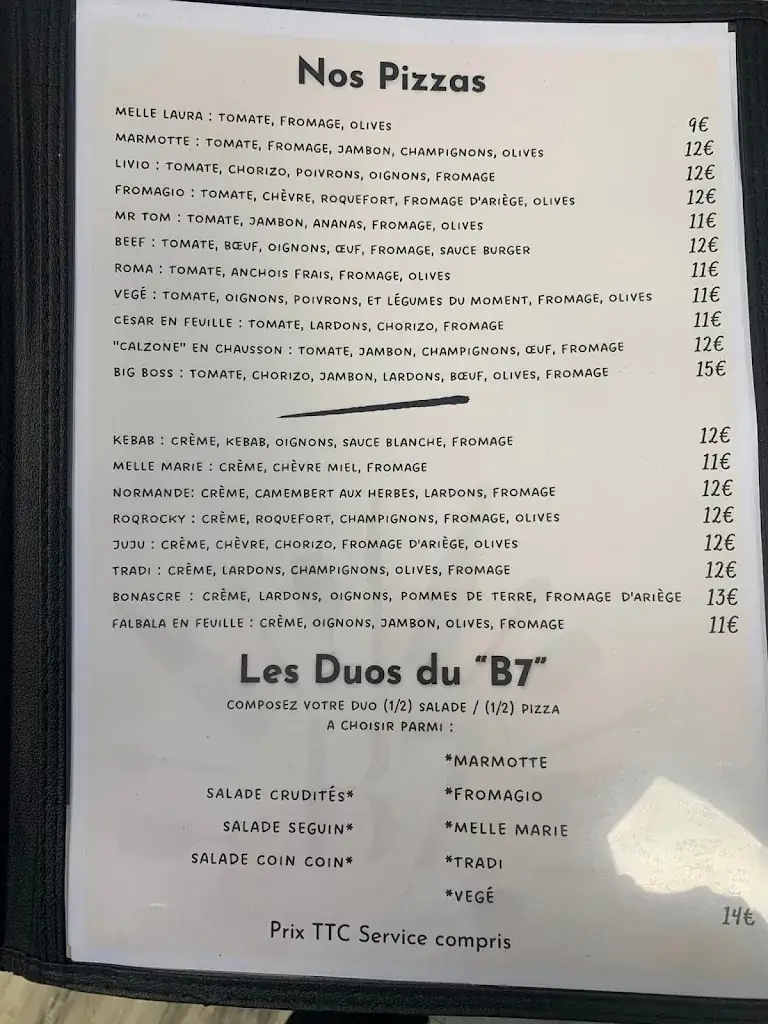 Nos Pizzas
MELLE LAURA : TOMATE, FROMAGE, OLIVES 9€
MARMOTTE : TOMATE, FROMAGE, JAMBON, CHAMPIGNONS, OLIVES 12€
LIVIO : TOMATE, CHORIZO, POIVRONS, OIGNONS, FROMAGE 12€
FROMAGIO : TOMATE, CHÈVRE, ROQUEFORT, FROMAGE D'ARIÈGE, OLIVES 12€
MR TOM : TOMATE, JAMBON, ANANAS, FROMAGE, OLIVES 11€
BEEF : TOMATE, BŒUF, OIGNONS, ŒUF, FROMAGE, SAUCE BURGER 12€
ROMA : TOMATE, ANCHOIS FRAIS, FROMAGE, OLIVES 11€
VEGÉ : TOMATE, OIGNONS, POIVRONS, ET LÉGUMES DU MOMENT, FROMAGE, OLIVES 11€
CESAR EN FEUILLE : TOMATE, LARDONS, CHORIZO, FROMAGE 11€
"CALZONE" EN CHAUSSON : TOMATE, JAMBON, CHAMPIGNONS, ŒUF, FROMAGE 12€
BIG BOSS : TOMATE, CHORIZO, JAMBON, LARDONS, BŒUF, OLIVES, FROMAGE 15€
KEBAB : CRÈME, KEBAB, OIGNONS, SAUCE BLANCHE, FROMAGE 12€
MELLE MARIE : CRÈME, CHÈVRE MIEL, FROMAGE 11€
NORMANDE: CRÈME, CAMEMBERT AUX HERBES, LARDONS, FROMAGE 12€
ROQROCKY : CRÈME, ROQUEFORT, CHAMPIGNONS, FROMAGE, OLIVES 12€
JUJU : CRÈME, CHÈVRE, CHORIZO, FROMAGE D'ARIÈGE, OLIVES 12€
TRADI : CRÈME, LARDONS, CHAMPIGNONS, OLIVES, FROMAGE 12€
BONASCRE : CRÈME, LARDONS, OIGNONS, POMMES DE TERRE, FROMAGE D'ARIÈGE 13€
FALBALA EN FEUILLE : CRÈME, OIGNONS, JAMBON, OLIVES, FROMAGE 11€
Les Duos du "B7"
COMPOSEZ VOTRE DUO (1/2) SALADE / (1/2) PIZZA
A CHOISIR PARMI :
*MARMOTTE
SALADE CRUDITÉS* *FROMAGIO
SALADE SEGUIN* *MELLE MARIE
SALADE COIN COIN* *TRADI
*VEGÉ
14€
Prix TTC Service compris